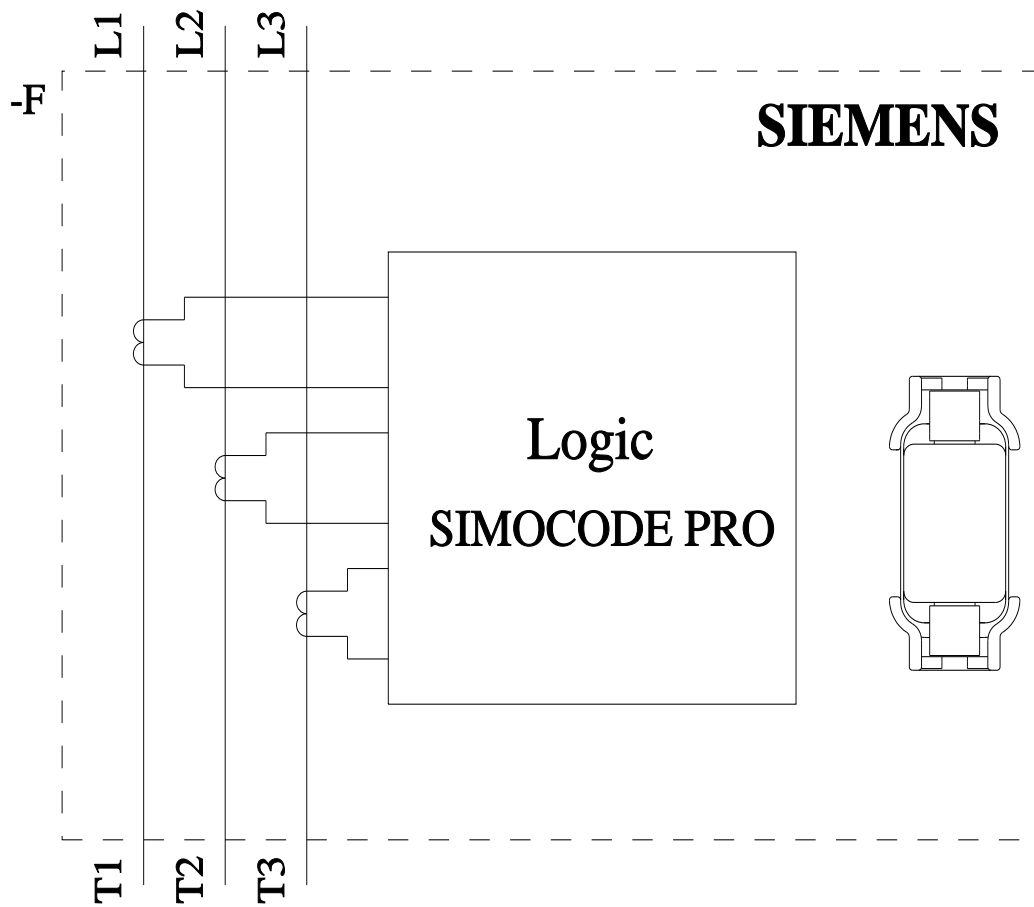 L1 L2 L3
-F
SIEMENS
Logic
SIMOCODE PRO
T1 T2 T3